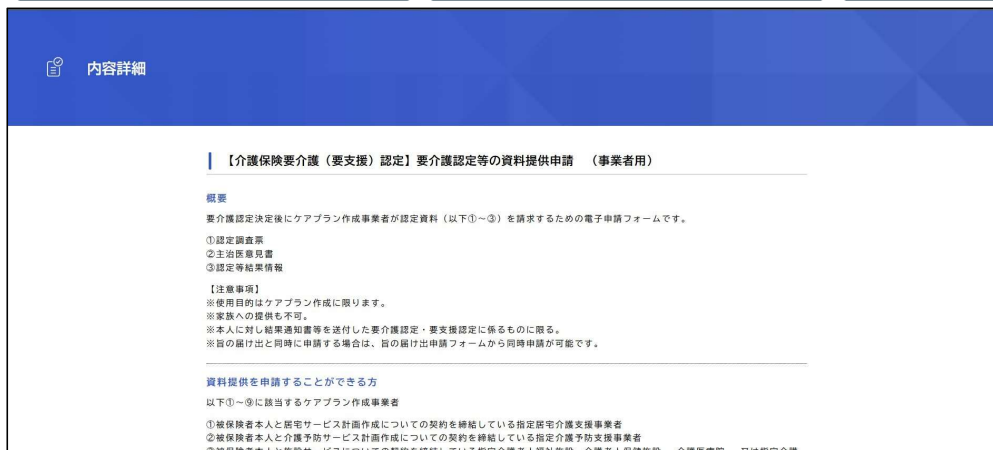 内容詳細
【介護保険要介護（要支援）認定】要介護認定等の資料提供申請　（事業者用）
概要
要介護認定決定後にケアプラン作成事業者が認定資料（以下①～③）を請求するための電子申請フォームです。
①認定調査票
②主治医意見書
③認定等結果情報
【注意事項】
※使用目的はケアプラン作成に限ります。
※家族への提供も不可。
※本人に対し結果通知書等を送付した要介護認定・要支援認定に係るものに限る。
※旨の届け出と同時に申請する場合は、旨の届け出申請フォームから同時申請が可能です。
資料提供を申請することができる方
以下①～⑨に該当するケアプラン作成事業者
①被保険者本人と居宅サービス計画作成についての契約を締結している指定居宅介護支援事業者
②被保険者本人と介護予防サービス計画作成についての契約を締結している指定介護予防支援事業者